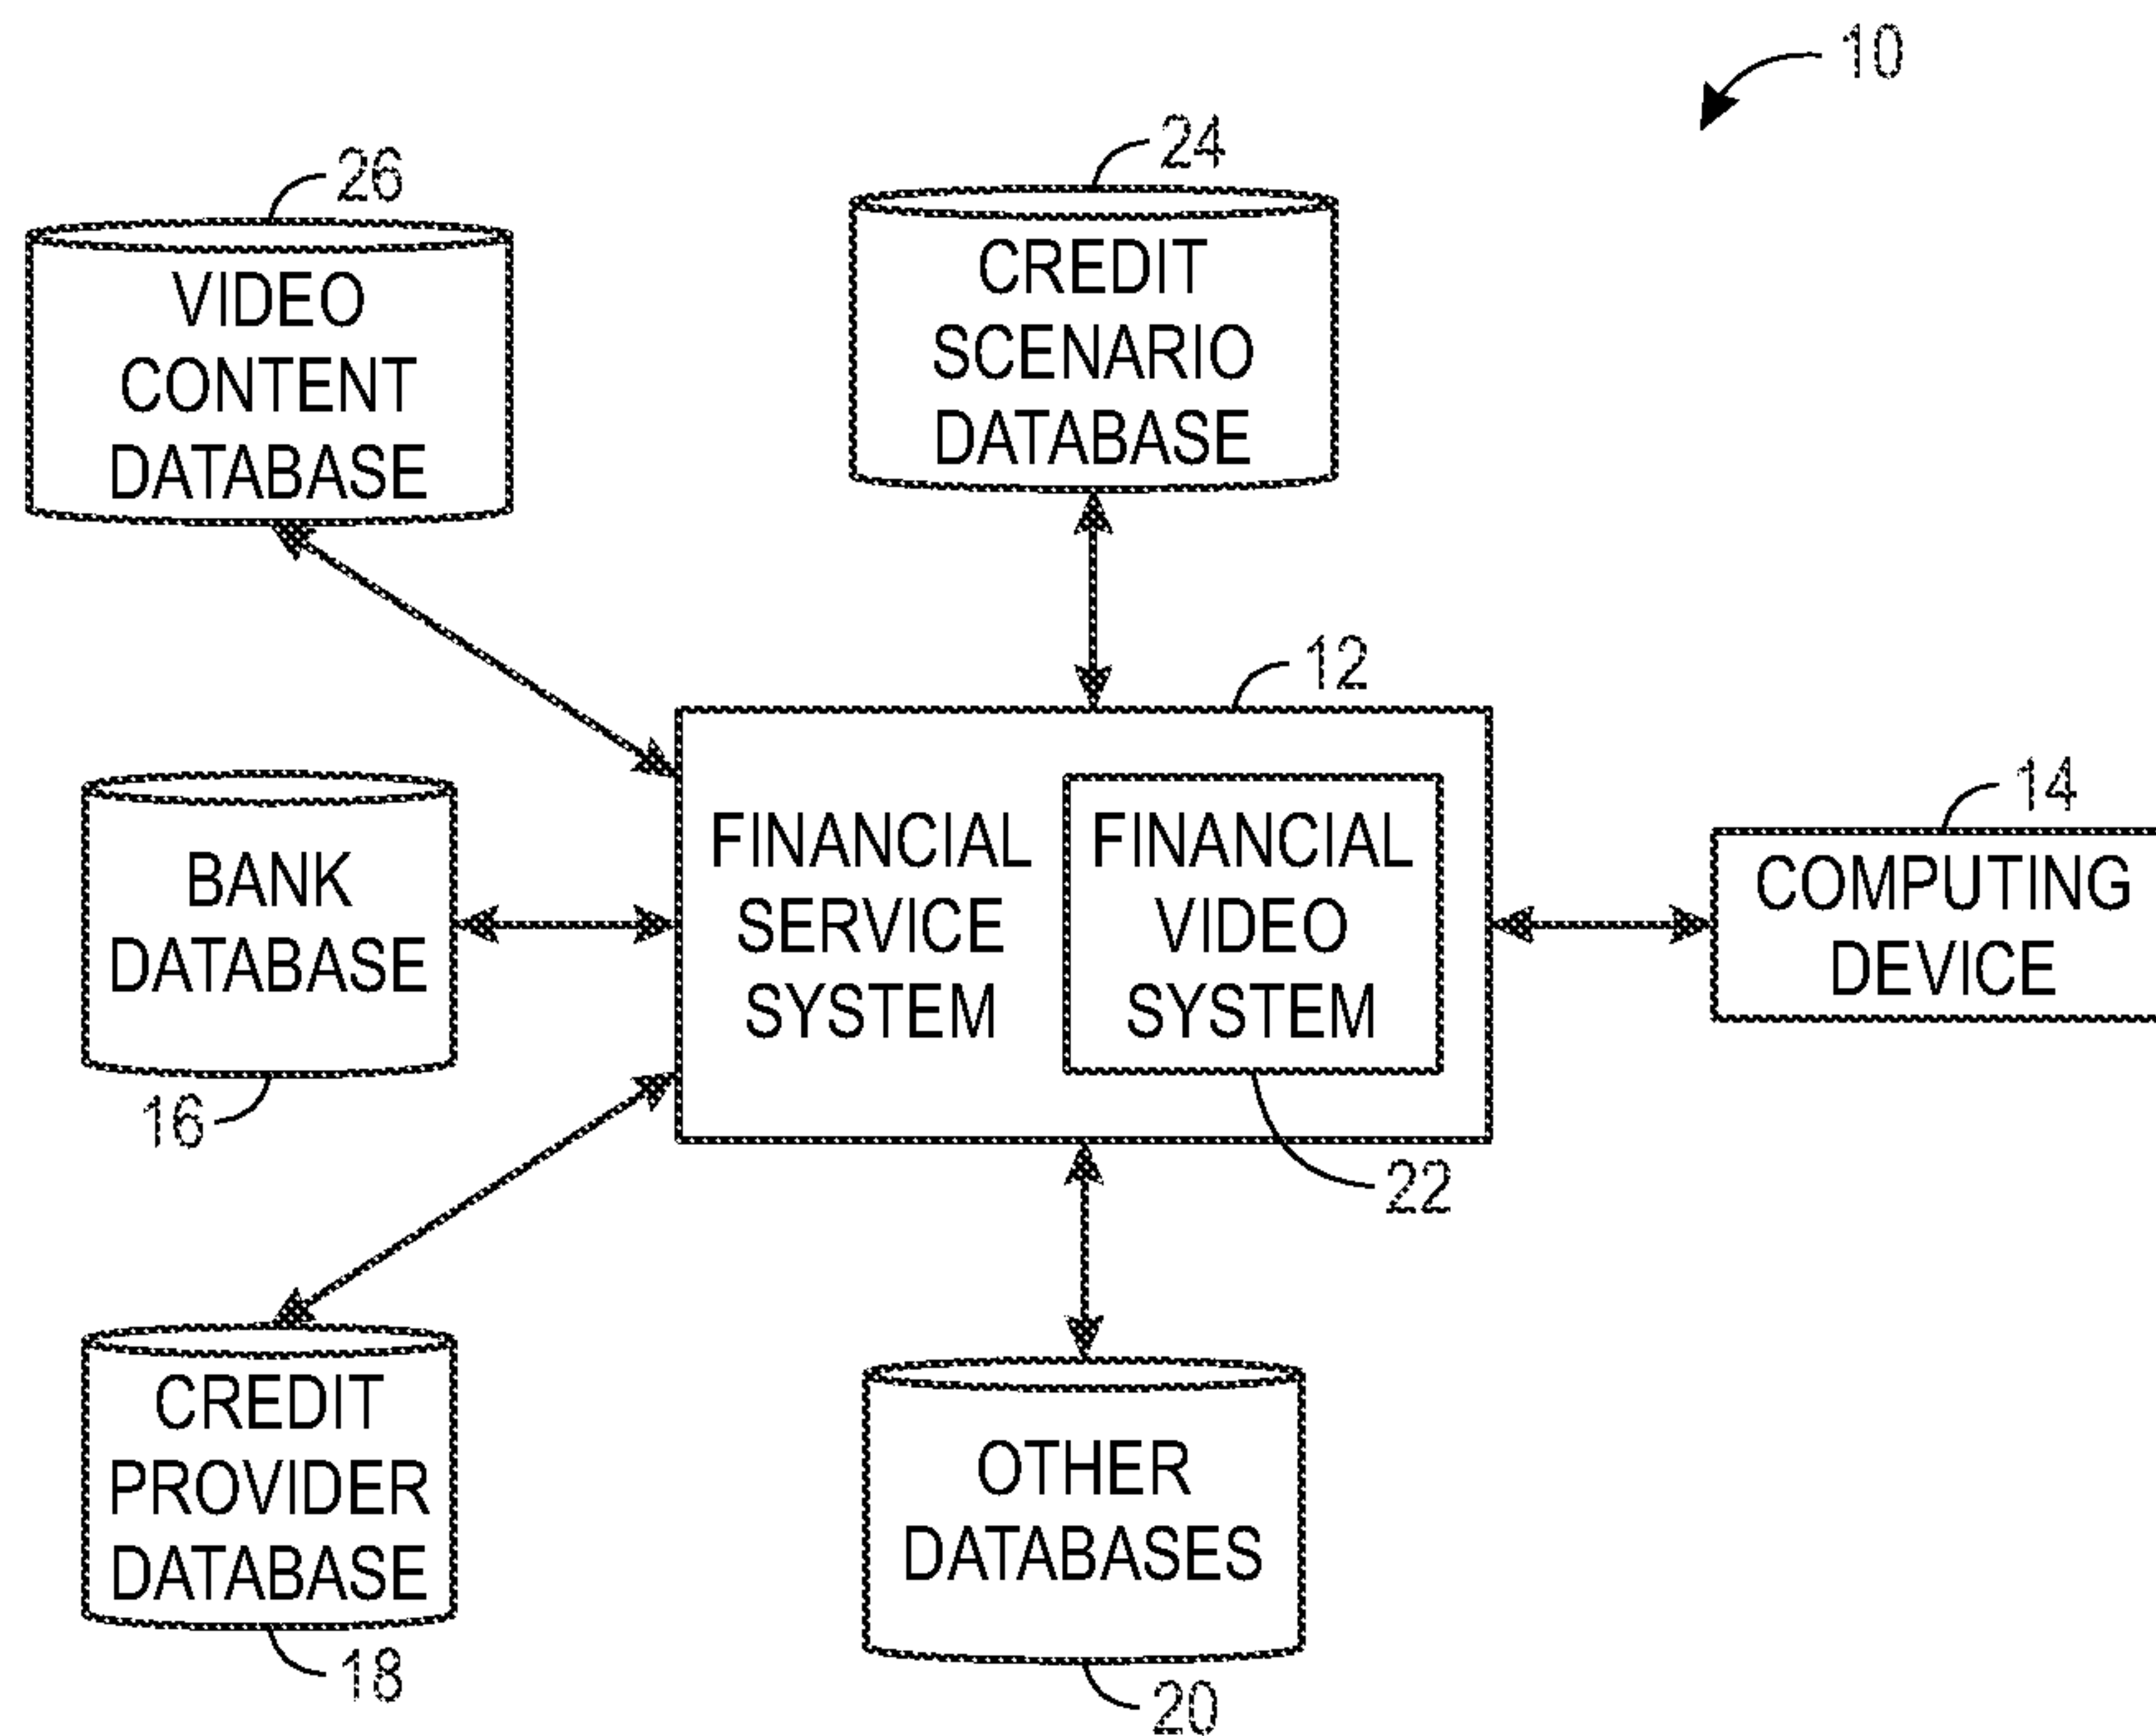 10
26
24
VIDEO
CONTENT
DATABASE
CREDIT
SCENARIO
DATABASE
12
14
BANK
DATABASE
16
FINANCIAL
SERVICE
SYSTEM
FINANCIAL
VIDEO
SYSTEM
22
COMPUTING
DEVICE
CREDIT
PROVIDER
DATABASE
18
OTHER
DATABASES
20